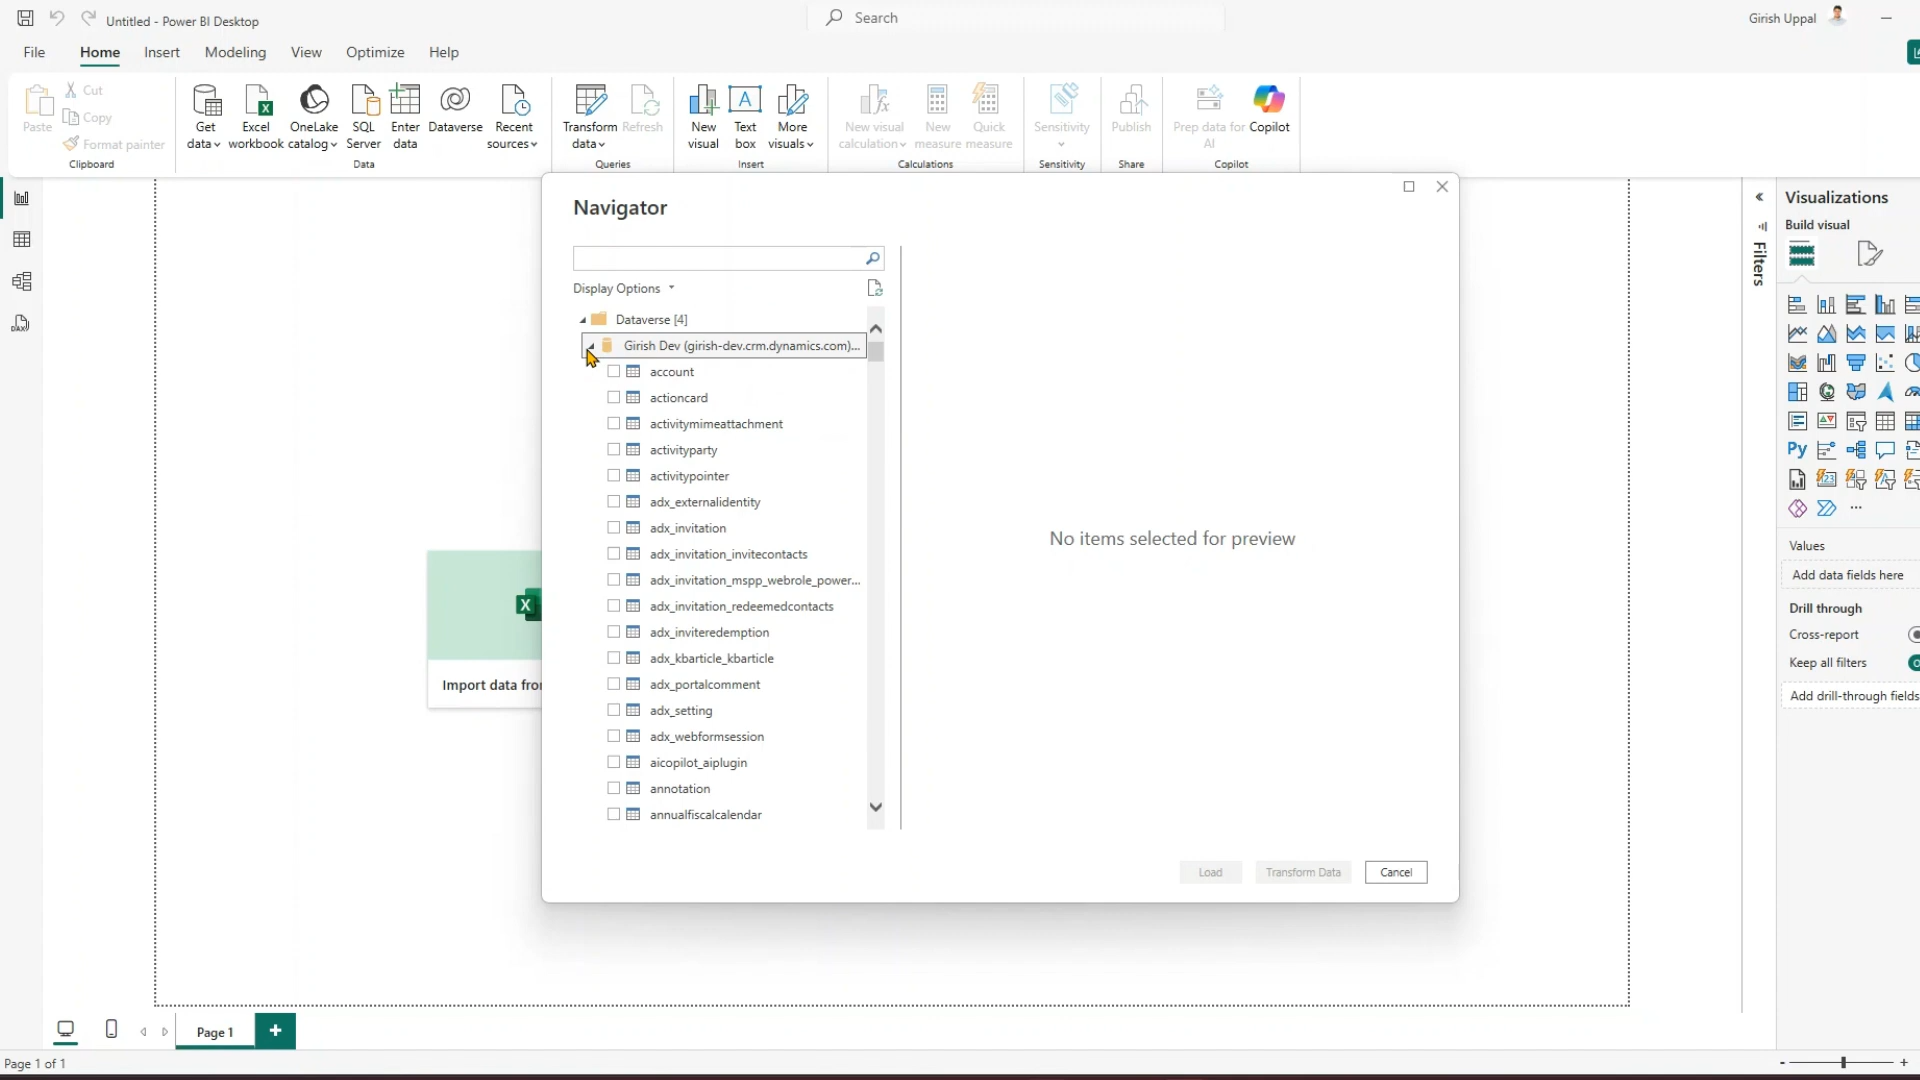 Untitled - Power BI Desktop
Search
Girish Uppal
File
Home
Insert
View
Modeling
Optimize
Help
Paste
Cut
Copy
Format painter
Clipboard
Get data
Excel workbook
OneLake catalog
SQL Server
Enter data
Dataverse
Recent sources
Data
Transform data
Refresh
Queries
New visual
Text box
More visuals
Insert
New visual calculation
New measure
Quick measure
Calculations
Sensitivity
Sensitivity
Publish
Share
Prep data for AI
Copilot
Copilot
Navigator
Display Options
Dataverse [4]
Girish Dev (girish-dev.crm.dynamics.com)...
account
actioncard
activitymimeattachment
activityparty
activitypointer
adx_externalidentity
adx_invitation
adx_invitation_invitecontacts
adx_invitation_mspp_webrole_power...
adx_invitation_redeemedcontacts
adx_inviteredemption
adx_kbarticle_kbarticle
adx_portalcomment
adx_setting
adx_webformsession
aicopilot_aiplugin
annotation
annualfiscalcalendar
No items selected for preview
Load
Transform Data
Cancel
Import data fro
Filters
Visualizations
Build visual
Py
123
...
Values
Add data fields here
Drill through
Cross-report
Keep all filters
Add drill-through fields
Page 1
+
Page 1 of 1
- +